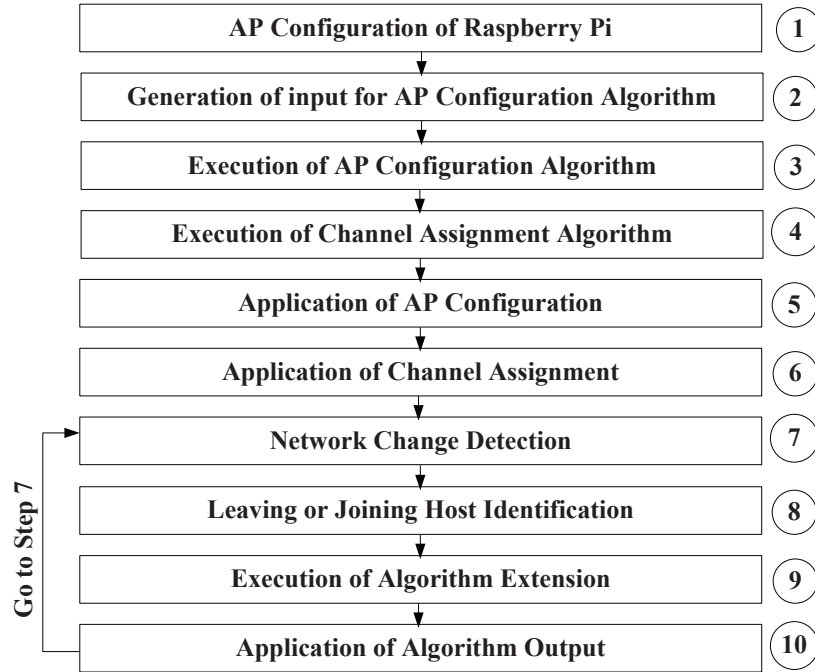 AP Configuration of Raspberry Pi
1
Generation of input for AP Configuration Algorithm
2
Execution of AP Configuration Algorithm
3
Execution of Channel Assignment Algorithm
4
Application of AP Configuration
5
Application of Channel Assignment
6
Network Change Detection
7
Leaving or Joining Host Identification
8
Execution of Algorithm Extension
9
Application of Algorithm Output
10
Go to Step 7